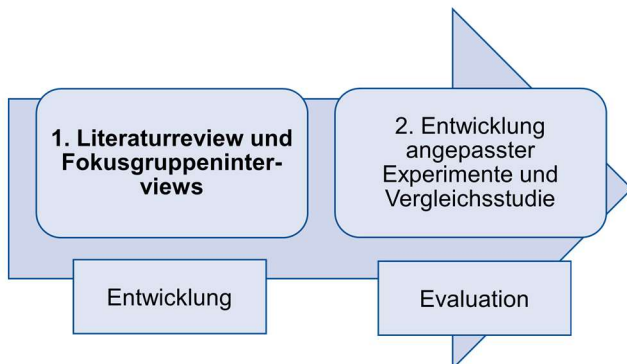 1. Literaturreview und
Fokusgruppeninter-
views
2. Entwicklung
angepasster
Experimente und
Vergleichsstudie
Entwicklung
Evaluation